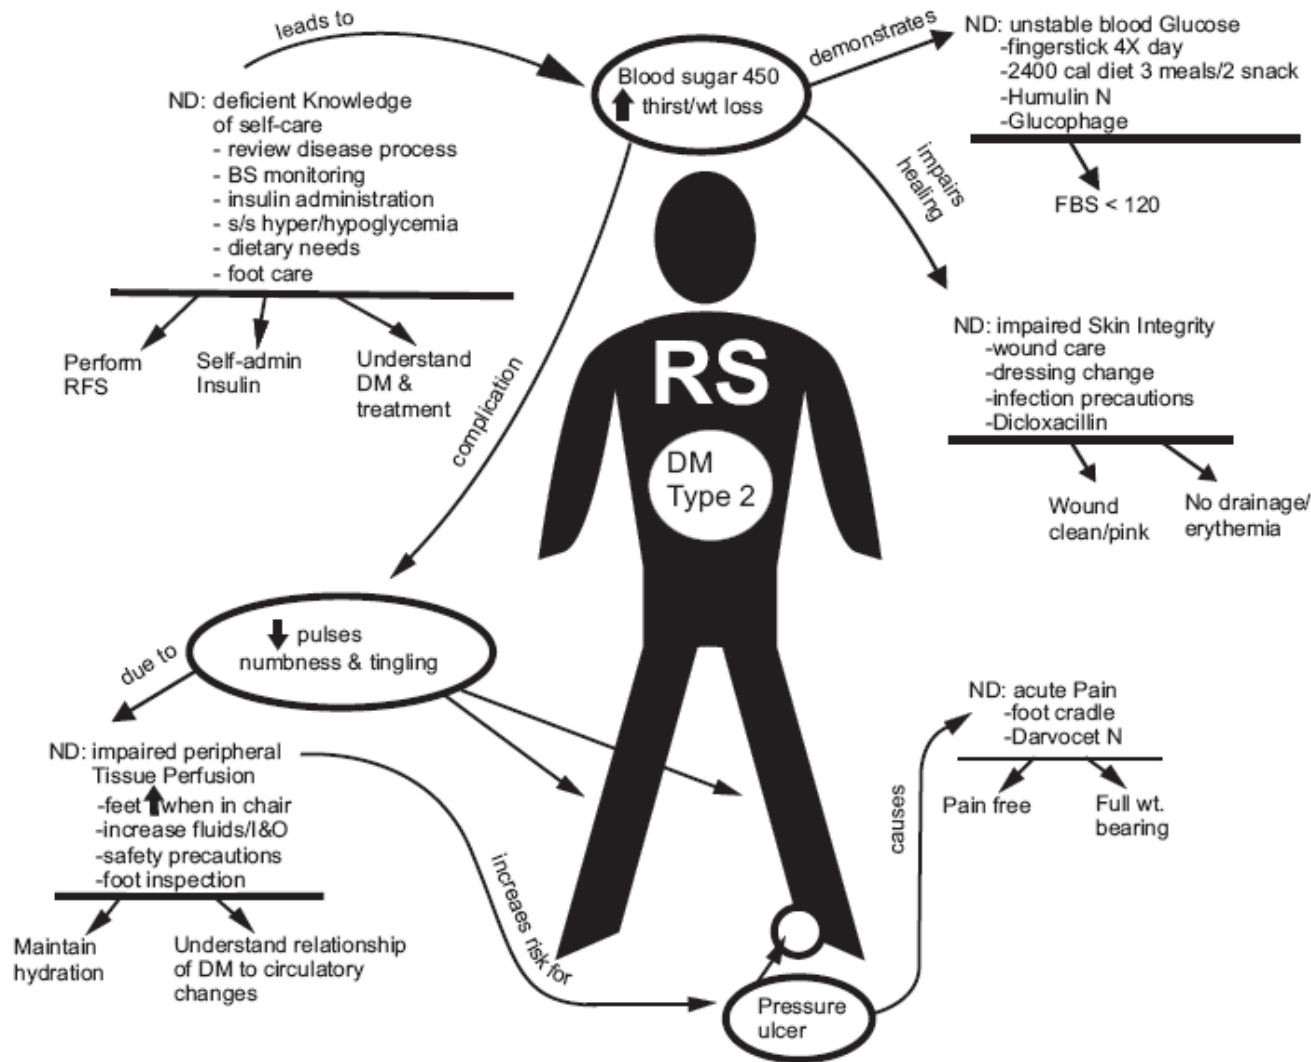 leads to
Blood sugar 450
thirst/wt loss
demonstrates
ND: unstable blood Glucose
-fingerstick 4X day
-2400 cal diet 3 meals/2 snack
-Humulin N
-Glucophage
FBS < 120
ND: deficient Knowledge
of self-care
- review disease process
- BS monitoring
- insulin administration
- s/s hyper/hypoglycemia
- dietary needs
- foot care
Perform
RFS
Self-admin
Insulin
Understand
DM &
treatment
impairs
healing
ND: impaired Skin Integrity
-wound care
-dressing change
-infection precautions
-Dicloxacillin
Wound
clean/pink
No drainage/
erythemia
RS
DM
Type 2
complication
pulses
numbness & tingling
due to
ND: impaired peripheral
Tissue Perfusion
-feet when in chair
-increase fluids/I&O
-safety precautions
-foot inspection
Maintain
hydration
Understand relationship
of DM to circulatory
changes
increaes risk for
Pressure
ulcer
causes
ND: acute Pain
-foot cradle
-Darvocet N
Pain free
Full wt.
bearing